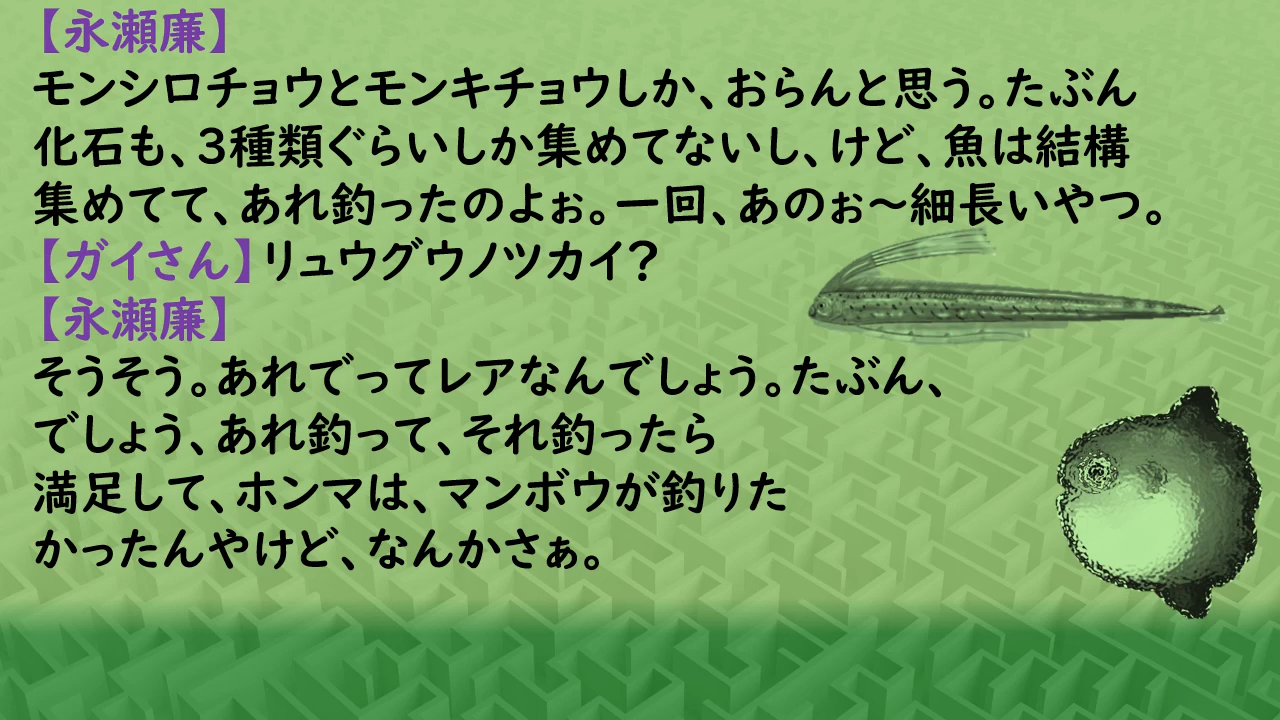 【永瀬廉】
モンシロチョウとモンキチョウしか、おらんと思う。たぶん
化石も、3種類ぐらいしか集めてないし、けど、魚は結構
集めてて、あれ釣ったのよぉ。一回、あのぉ～細長いやつ。
【ガイさん】リュウグウノツカイ?
【永瀬廉】
そうそう。あれでってレアなんでしょう。たぶん、
でしょう、あれ釣って、それ釣ったら
満足して、ホンマは、マンボウが釣りた
かったんやけど、なんかさぁ。